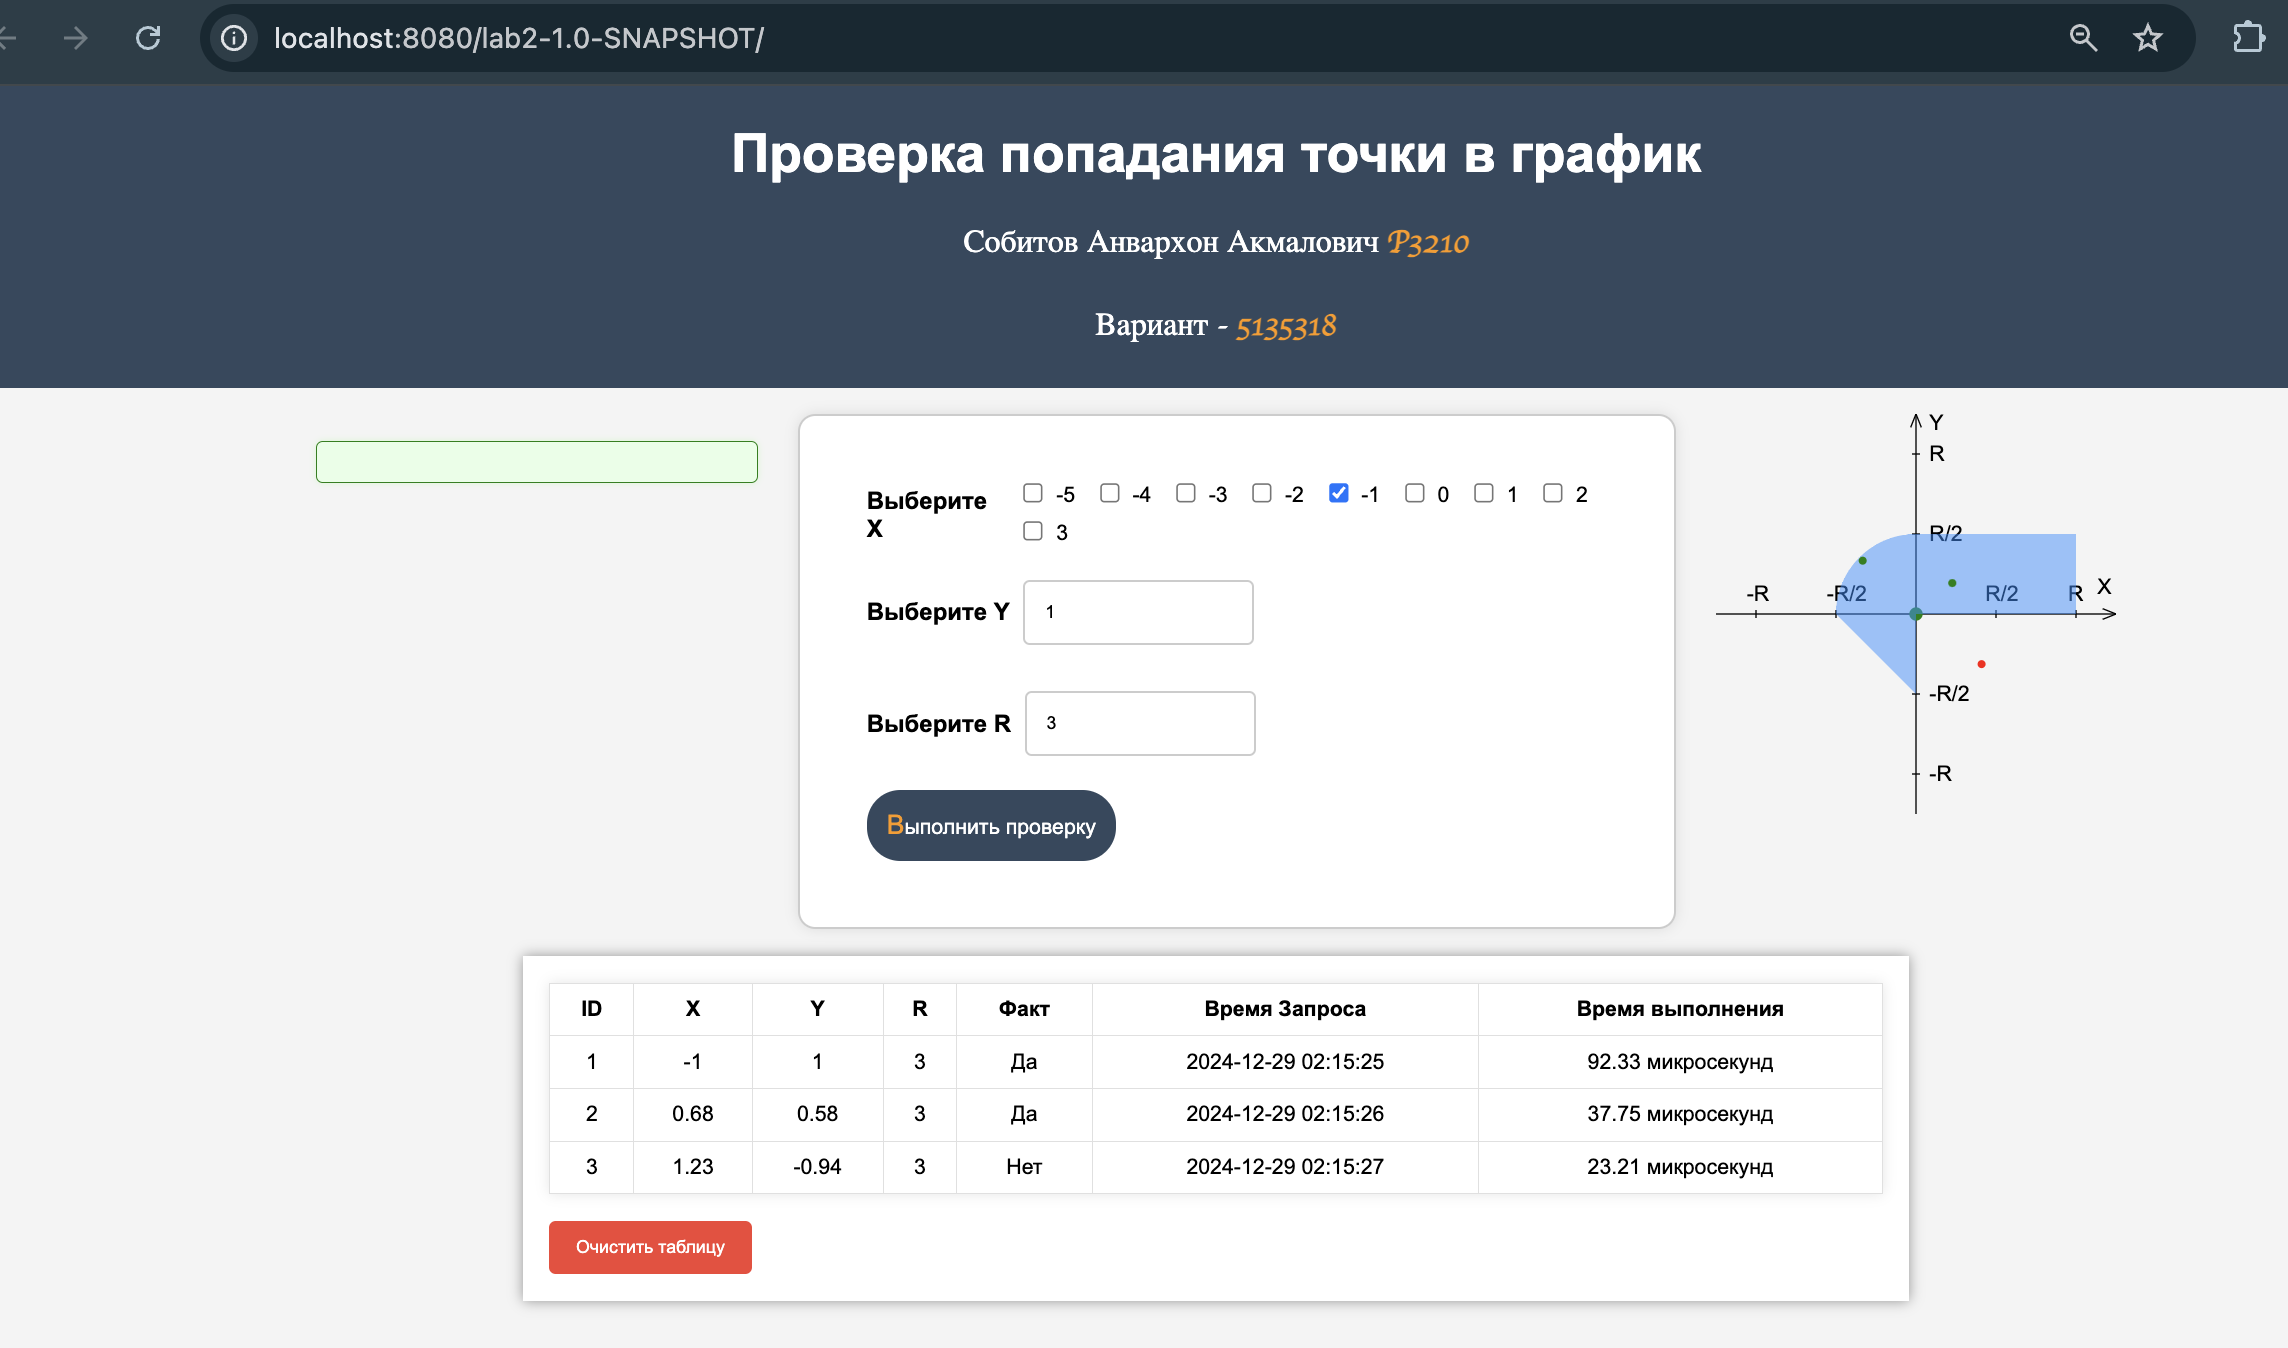 localhost:8080/lab2-1.0-SNAPSHOT/
Проверка попадания точки в график
Собитов Анвархон Акмалович P3210
Вариант - 5135318
Выберите X
-5 -4 -3 -2 -1 0 1 2
3
Выберите Y 1
Выберите R 3
Выполнить проверку
Y
R
R/2
-R -R/2 R/2 R X
-R/2
-R
ID X Y R Факт Время Запроса Время выполнения
1 -1 1 3 Да 2024-12-29 02:15:25 92.33 микросекунд
2 0.68 0.58 3 Да 2024-12-29 02:15:26 37.75 микросекунд
3 1.23 -0.94 3 Нет 2024-12-29 02:15:27 23.21 микросекунд
Очистить таблицу